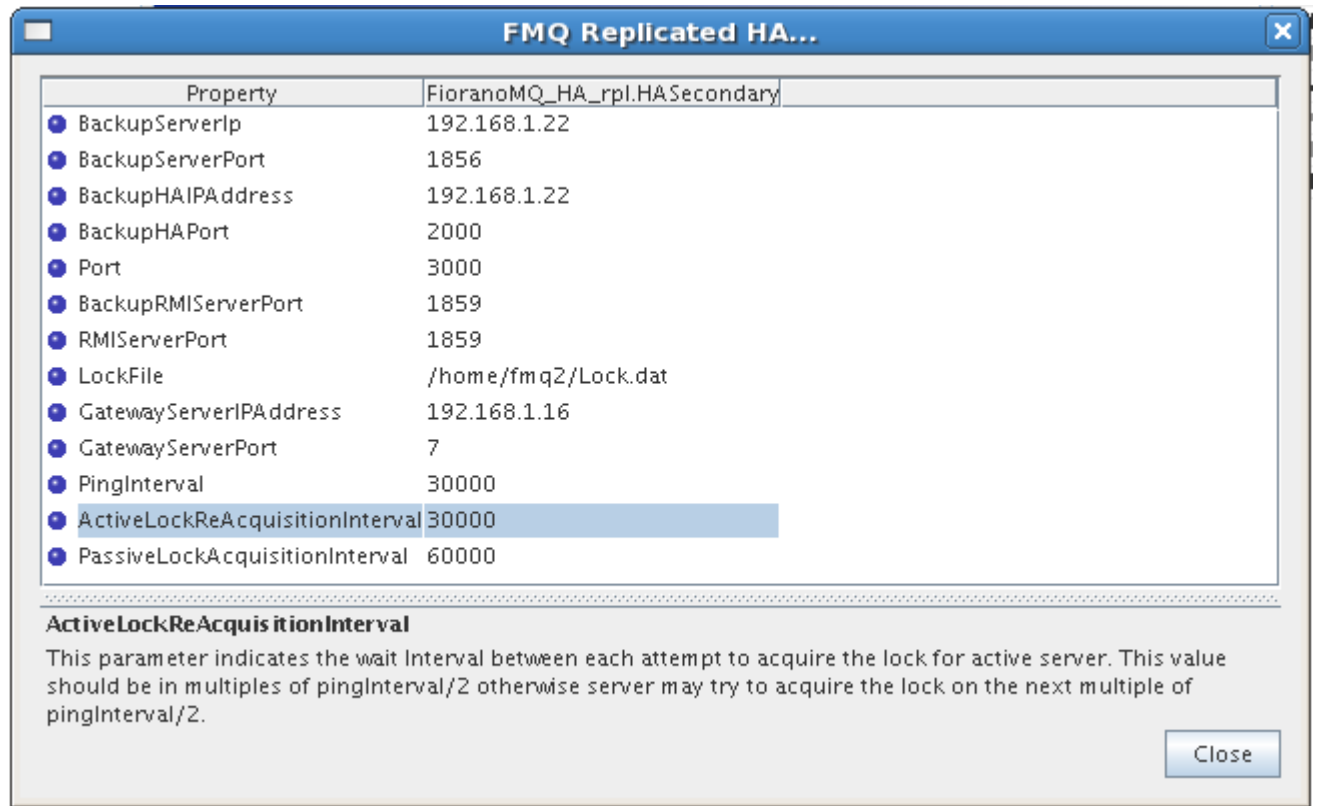 FMQ Replicated HA...
Property FioranoMQ_HA_rpl.HASecondary
BackupServerIp 192.168.1.22
BackupServerPort 1856
BackupHAIPAddress 192.168.1.22
BackupHAPort 2000
Port 3000
BackupRMIServerPort 1859
RMIServerPort 1859
LockFile /home/fmq2/Lock.dat
GatewayServerIPAddress 192.168.1.16
GatewayServerPort 7
PingInterval 30000
ActiveLockReAcquisitionInterval 30000
PassiveLockAcquisitionInterval 60000
ActiveLockReAcquisitionInterval
This parameter indicates the wait Interval between each attempt to acquire the lock for active server. This value
should be in multiples of pingInterval/2 otherwise server may try to acquire the lock on the next multiple of
pingInterval/2.
Close